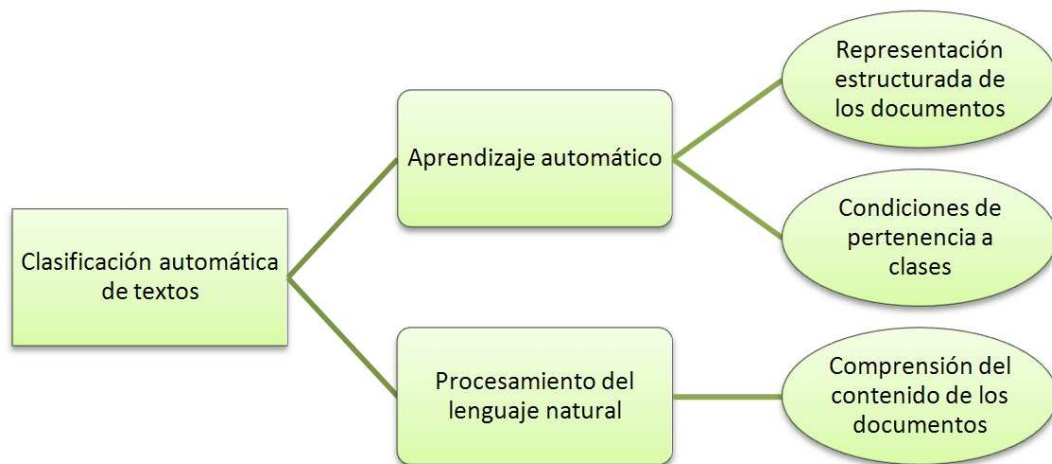 Clasificación automática
de textos
Aprendizaje automático
Procesamiento del
lenguaje natural
Representación
estructurada de
los documentos
Condiciones de
pertenencia a
clases
Comprensión del
contenido de los
documentos